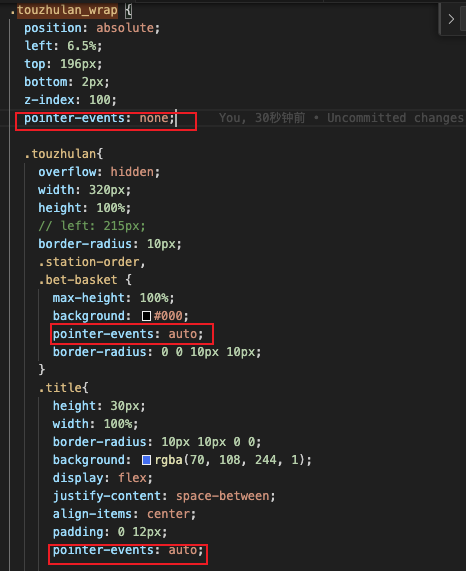 .touzhulan_wrap {
position: absolute;
left: 6.5%;
top: 196px;
bottom: 2px;
z-index: 100;
pointer-events: none; You, 30秒钟前 • Uncommitted changes
.touzhulan{
overflow: hidden;
width: 320px;
height: 100%;
// left: 215px;
border-radius: 10px;
.station-order,
.bet-basket {
max-height: 100%;
background: #000;
pointer-events: auto;
border-radius: 0 0 10px 10px;
}
.title{
height: 30px;
width: 100%;
border-radius: 10px 10px 0 0;
background: rgba(70, 108, 244, 1);
display: flex;
justify-content: space-between;
align-items: center;
padding: 0 12px;
pointer-events: auto;